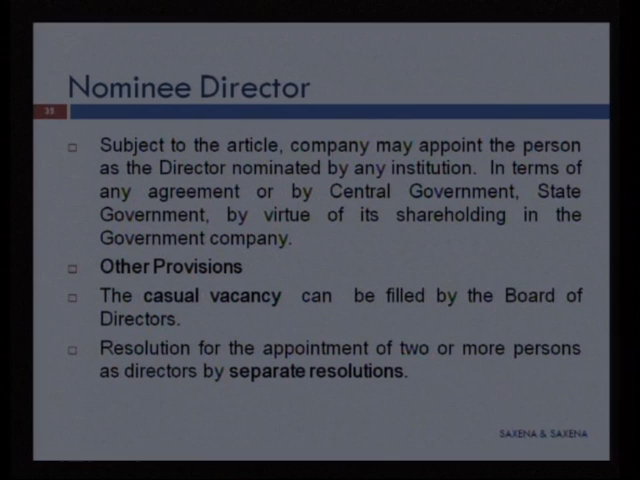 Nominee Director
35
Subject to the article, company may appoint the person
as the Director nominated by any institution. In terms of
any agreement or by Central Government, State
Government, by virtue of its shareholding in the
Government company.
Other Provisions
The casual vacancy can be filled by the Board of
Directors.
Resolution for the appointment of two or more persons
as directors by separate resolutions.
SAXENA & SAXENA